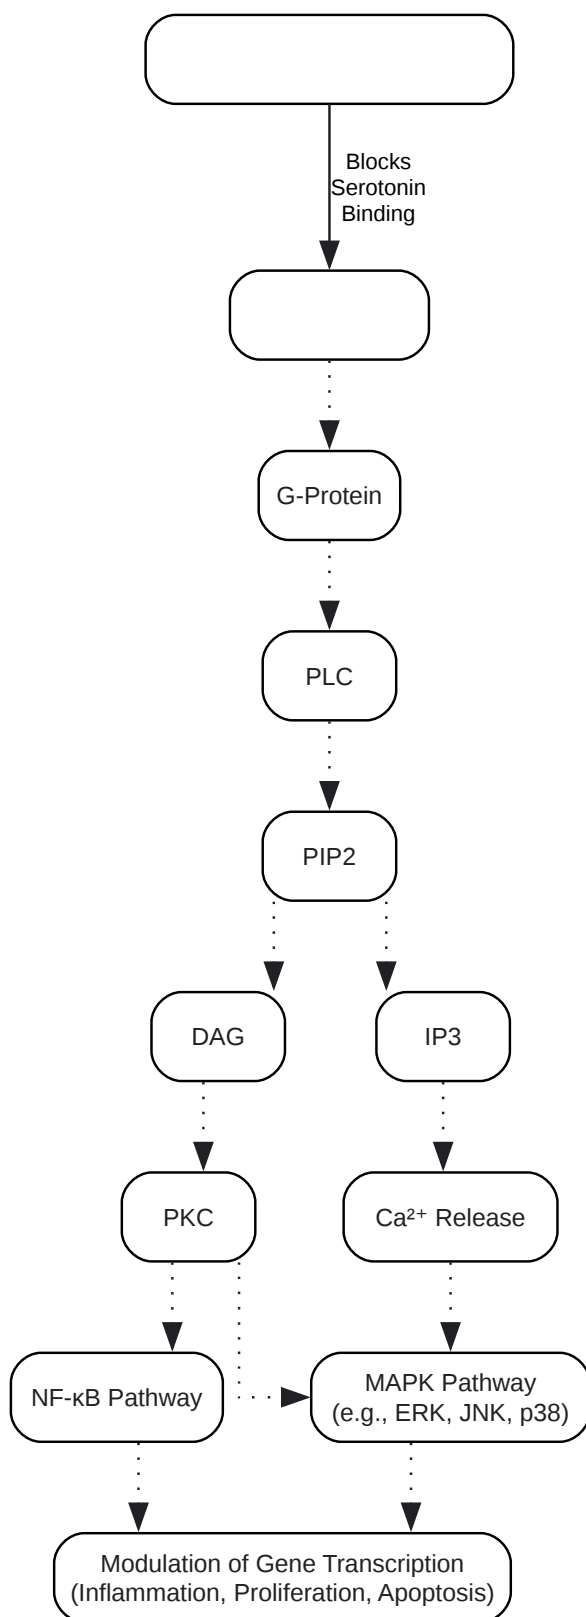 Blocks
Serotonin
Binding
G-Protein
PLC
PIP2
DAG
IP3
PKC
Ca²⁺ Release
NF-κB Pathway
MAPK Pathway
(e.g., ERK, JNK, p38)
Modulation of Gene Transcription
(Inflammation, Proliferation, Apoptosis)